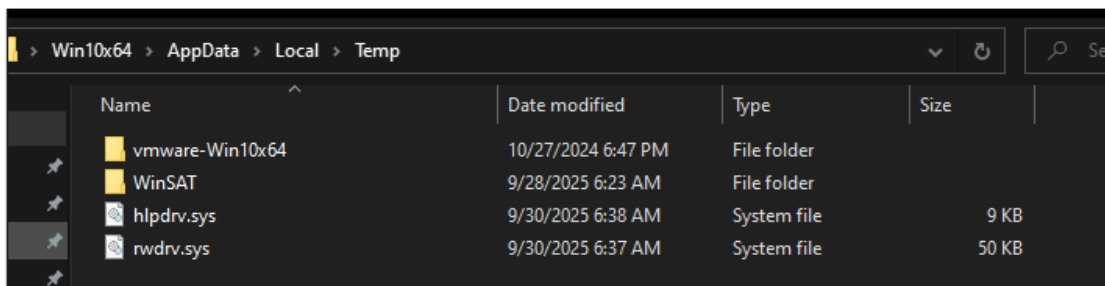 Win10x64 > AppData > Local > Temp
Se
Name Date modified Type Size
vmware-Win10x64 10/27/2024 6:47 PM File folder
WinSAT 9/28/2025 6:23 AM File folder
hlpdrv.sys 9/30/2025 6:38 AM System file 9 KB
rwdrv.sys 9/30/2025 6:37 AM System file 50 KB